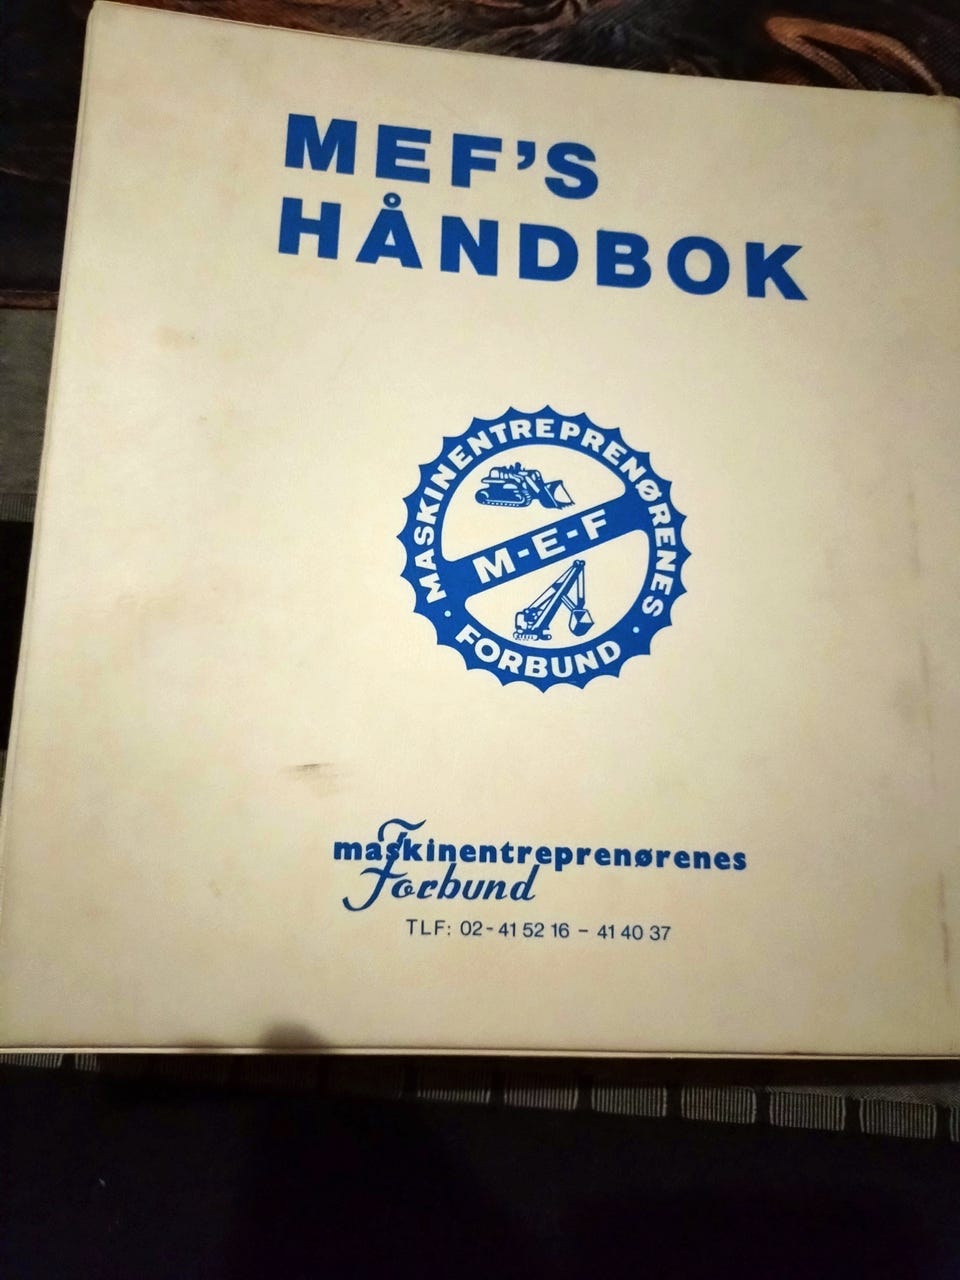 MEF'S
HÅNDBOK
MASKINENTREPRENØRENES
M-E-F
· FORBUND ·
maskinentreprenørenes
Forbund
TLF: 02-41 52 16 - 41 40 37